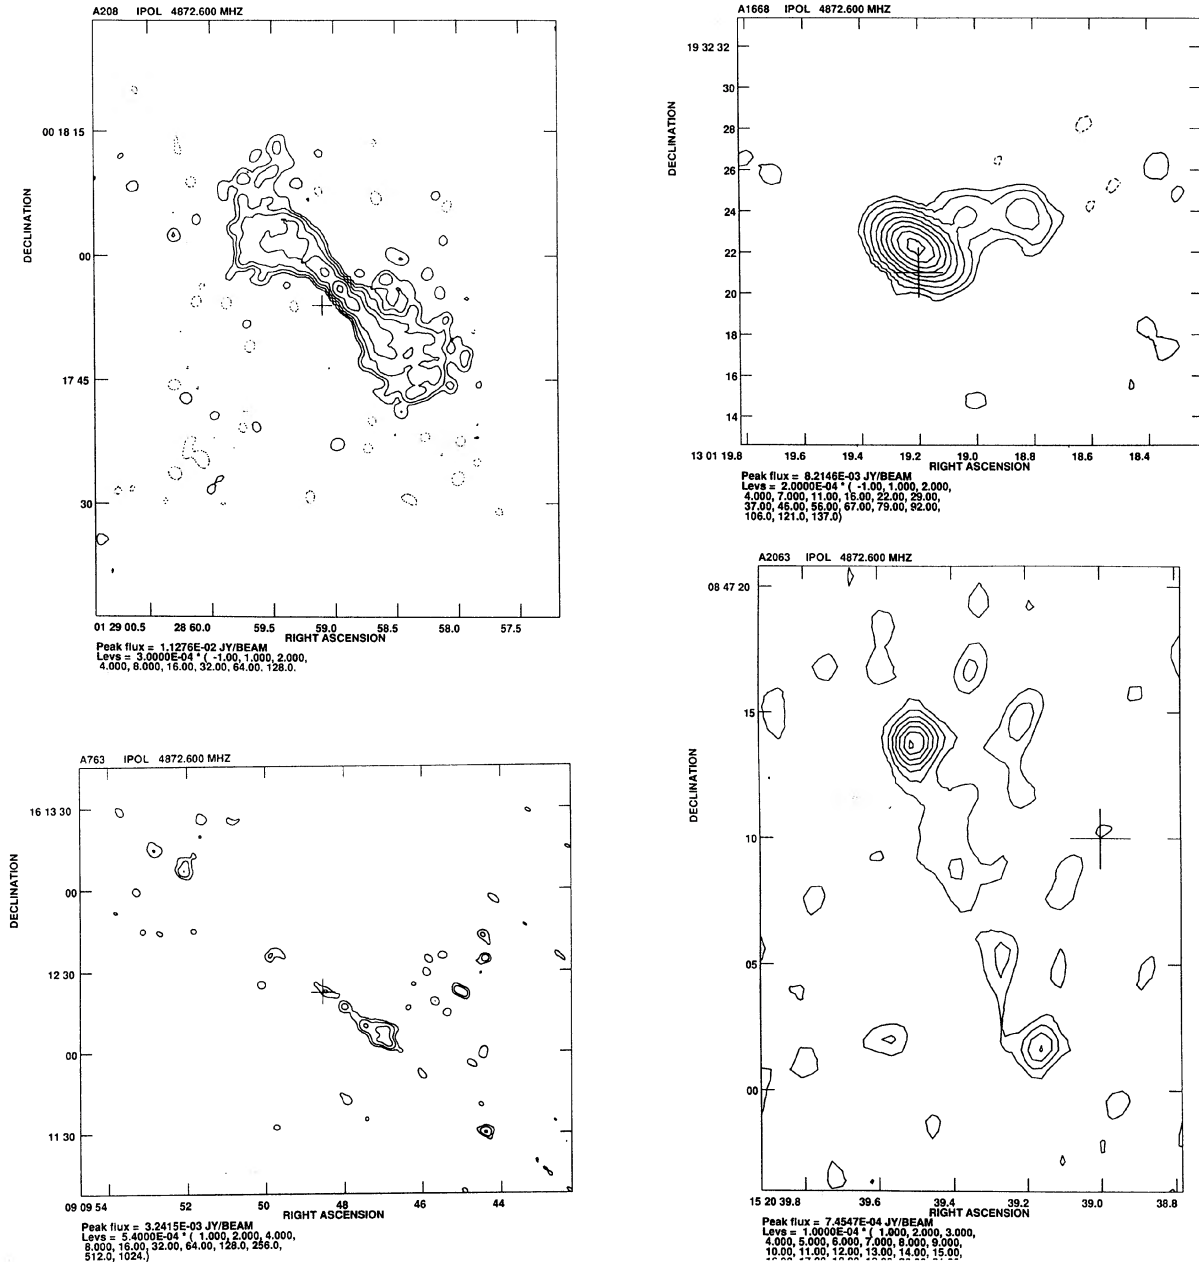 A208 IPOL 4872.600 MHZ
DECLINATION
00 18 15
00
17 45
30
01 29 00.5 28 60.0 59.5 59.0 58.5 58.0 57.5
RIGHT ASCENSION
Peak flux = 1.1276E-02 JY/BEAM
Levs = 3.0000E-04 * ( -1.00, 1.000, 2.000,
4.000, 8.000, 16.00, 32.00, 64.00. 128.0.
A1668 IPOL 4872.600 MHZ
DECLINATION
19 32 32
30
28
26
24
22
20
18
16
14
13 01 19.8 19.6 19.4 19.2 19.0 18.8 18.6 18.4
RIGHT ASCENSION
Peak flux = 8.2146E-03 JY/BEAM
Levs = 2.0000E-04 * ( -1.00, 1.000, 2.000,
4.000, 7.000, 11.00, 16.00, 22.00, 29.00,
37.00, 46.00, 56.00, 67.00, 79.00, 92.00,
106.0, 121.0, 137.0)
A763 IPOL 4872.600 MHZ
DECLINATION
16 13 30
00
12 30
00
11 30
09 09 54 52 50 48 46 44
RIGHT ASCENSION
Peak flux = 3.2415E-03 JY/BEAM
Levs = 5.4000E-04 * ( 1.000, 2.000, 4.000,
8.000, 16.00, 32.00, 64.00, 128.0, 256.0,
512.0, 1024.)
A2063 IPOL 4872.600 MHZ
DECLINATION
08 47 20
15
10
05
00
15 20 39.8 39.6 39.4 39.2 39.0 38.8
RIGHT ASCENSION
Peak flux = 7.4547E-04 JY/BEAM
Levs = 1.0000E-04 * ( 1.000, 2.000, 3.000,
4.000, 5.000, 6.000, 7.000, 8.000, 9.000,
10.00, 11.00, 12.00, 13.00, 14.00, 15.00,